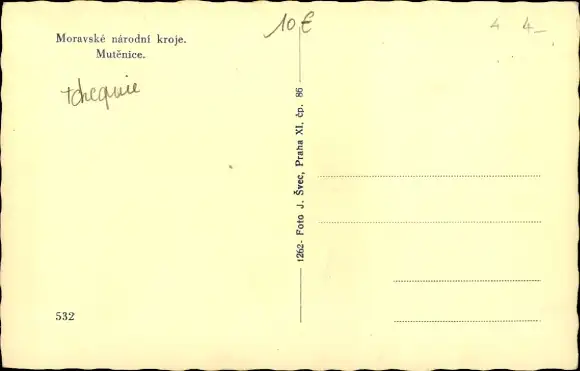 10€
4 4-
Moravské národní kroje.
Mutěnice.
tchequie
1262- Foto J. Švec, Praha XI, čp. 86
532